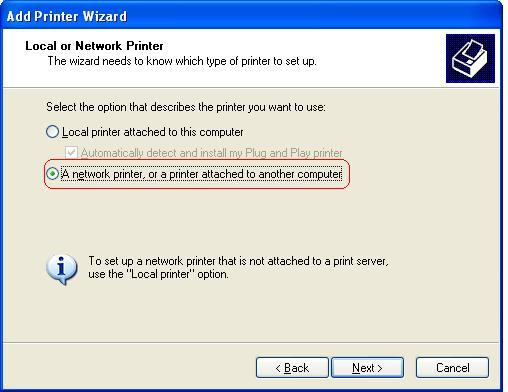 Add Printer Wizard
Local or Network Printer
The wizard needs to know which type of printer to set up.
Select the option that describes the printer you want to use:
Local printer attached to this computer
Automatically detect and install my Plug and Play printer
A network printer, or a printer attached to another computer
To set up a network printer that is not attached to a print server,
use the "Local printer" option.
< Back
Next >
Cancel